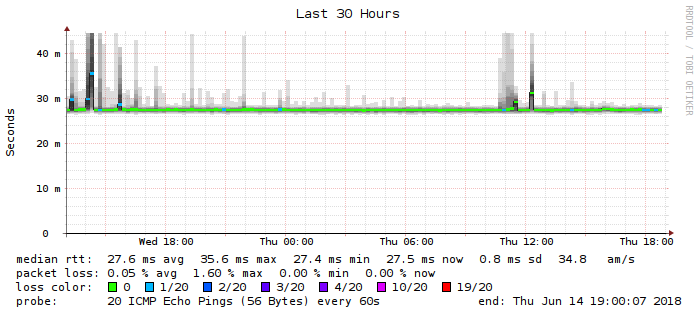 Last 30 Hours
RRDTOOL / TOBI OETIKER
Seconds
40 m
30 m
20 m
10 m
0
Wed 18:00 Thu 00:00 Thu 06:00 Thu 12:00 Thu 18:00
median rtt: 27.6 ms avg 35.6 ms max 27.4 ms min 27.5 ms now 0.8 ms sd 34.8 am/s
packet loss: 0.05 % avg 1.60 % max 0.00 % min 0.00 % now
loss color: 0 1/20 2/20 3/20 4/20 10/20 19/20
probe: 20 ICMP Echo Pings (56 Bytes) every 60s end: Thu Jun 14 19:00:07 2018